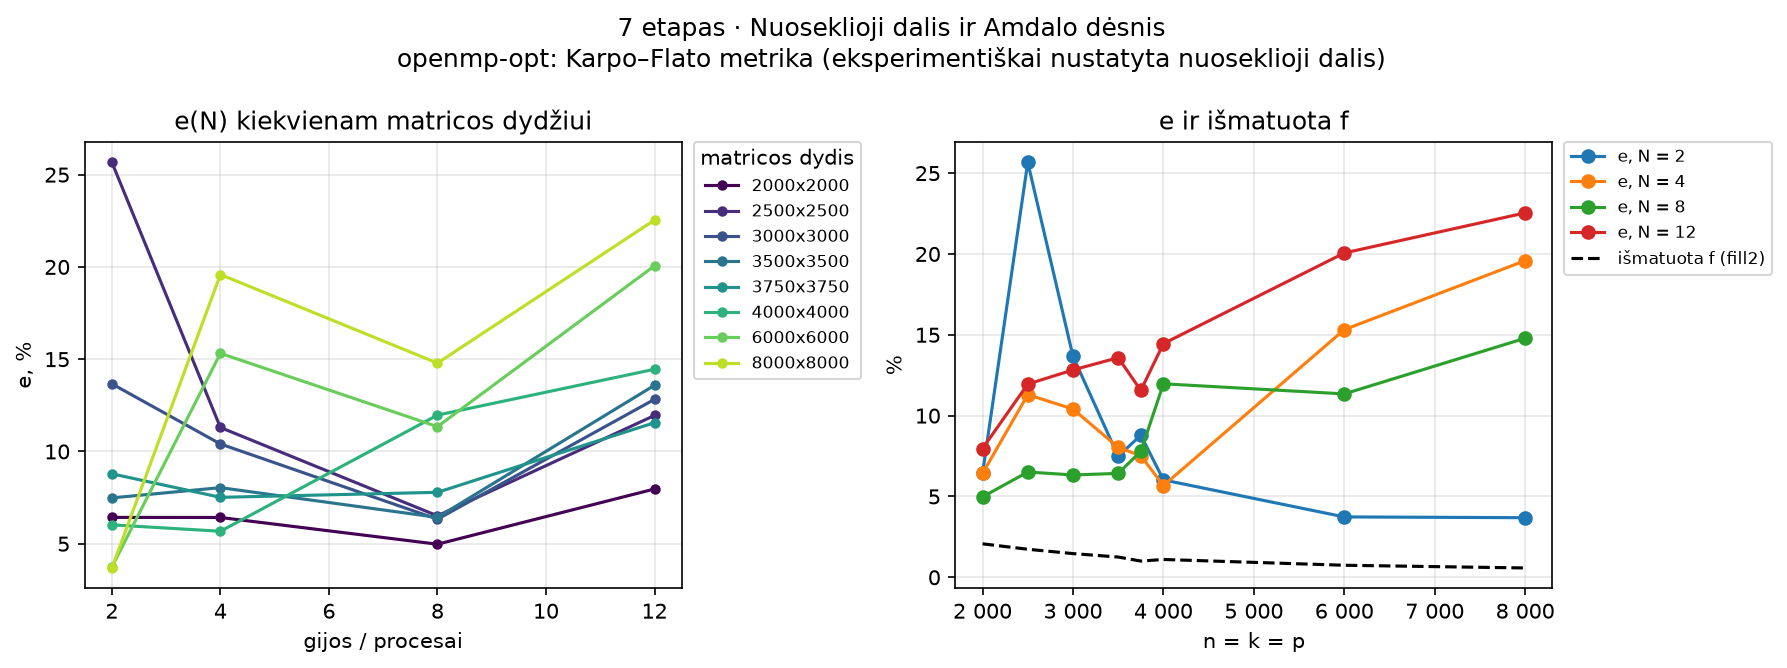 7 etapas · Nuoseklioji dalis ir Amdalo dėsnis
openmp-opt: Karpo–Flato metrika (eksperimentiškai nustatyta nuoseklioji dalis)
e(N) kiekvienam matricos dydžiui
e, %
25
20
15
10
5
2
4
6
8
10
12
gijos / procesai
matricos dydis
2000x2000
2500x2500
3000x3000
3500x3500
3750x3750
4000x4000
6000x6000
8000x8000
e ir išmatuota f
%
25
20
15
10
5
0
2 000
3 000
4 000
5 000
6 000
7 000
8 000
n = k = p
e, N = 2
e, N = 4
e, N = 8
e, N = 12
išmatuota f (fill2)